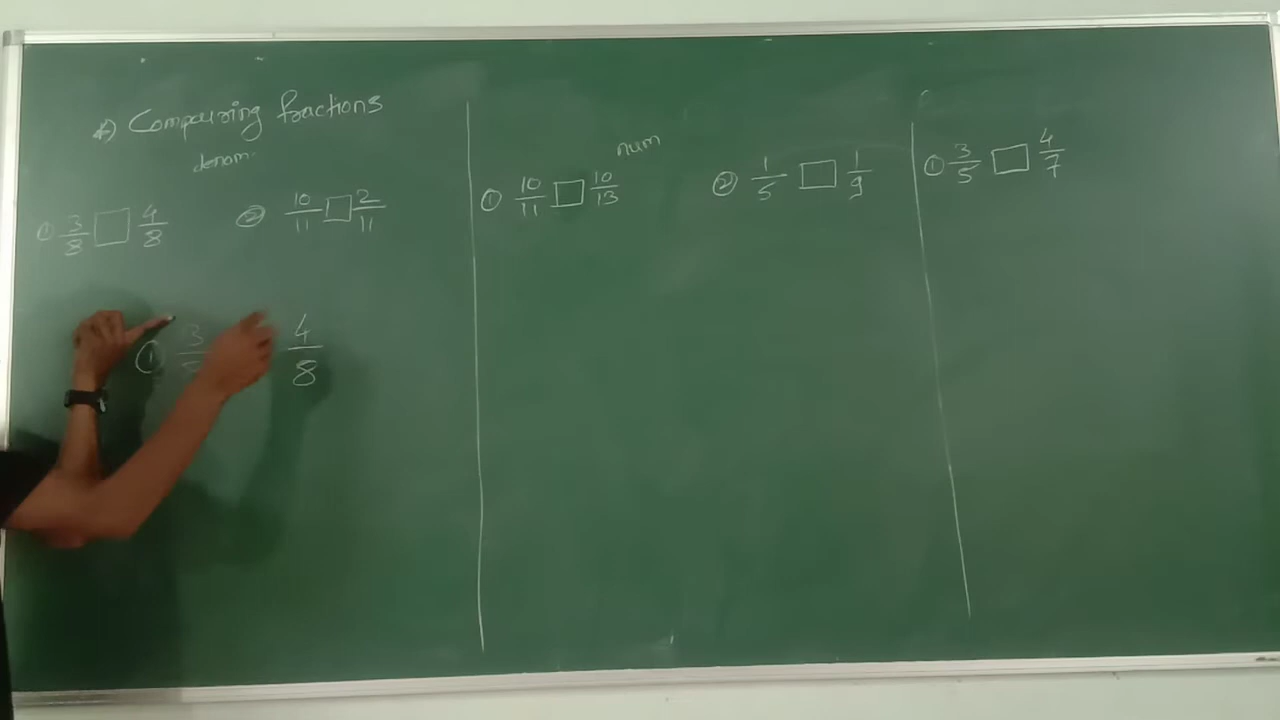 *) Comparing fractions
denom.
① 3/8 □ 4/8 ② 10/11 □ 2/11
① 3 4/8
num
① 10/11 □ 10/13 ② 1/5 □ 1/9
① 3/5 □ 4/7